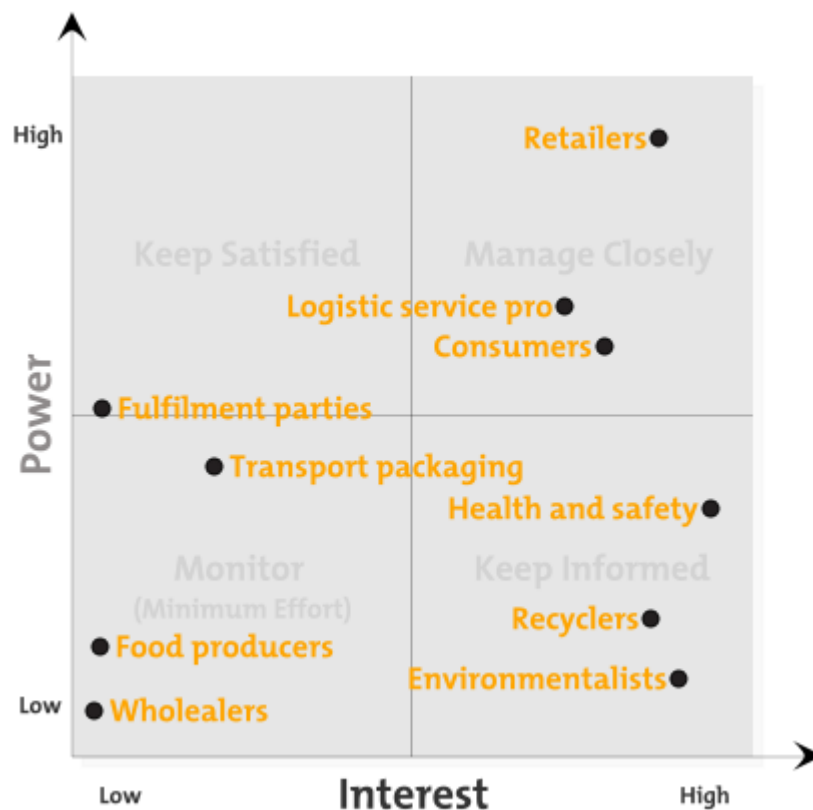 High
Retailers
Keep Satisfied
Manage Closely
Logistic service pro
Consumers
Power
Fulfilment parties
Transport packaging
Health and safety
Monitor
(Minimum Effort)
Keep Informed
Recyclers
Food producers
Environmentalists
Low
Wholealers
Low
Interest
High